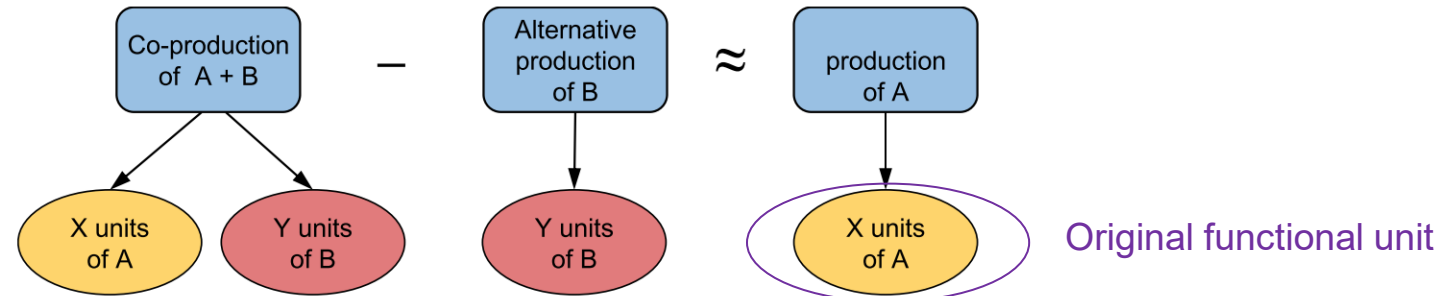 Co-production
of A + B
–
Alternative
production
of B
≈
production
of A
X units
of A
Y units
of B
Y units
of B
X units
of A
Original functional unit